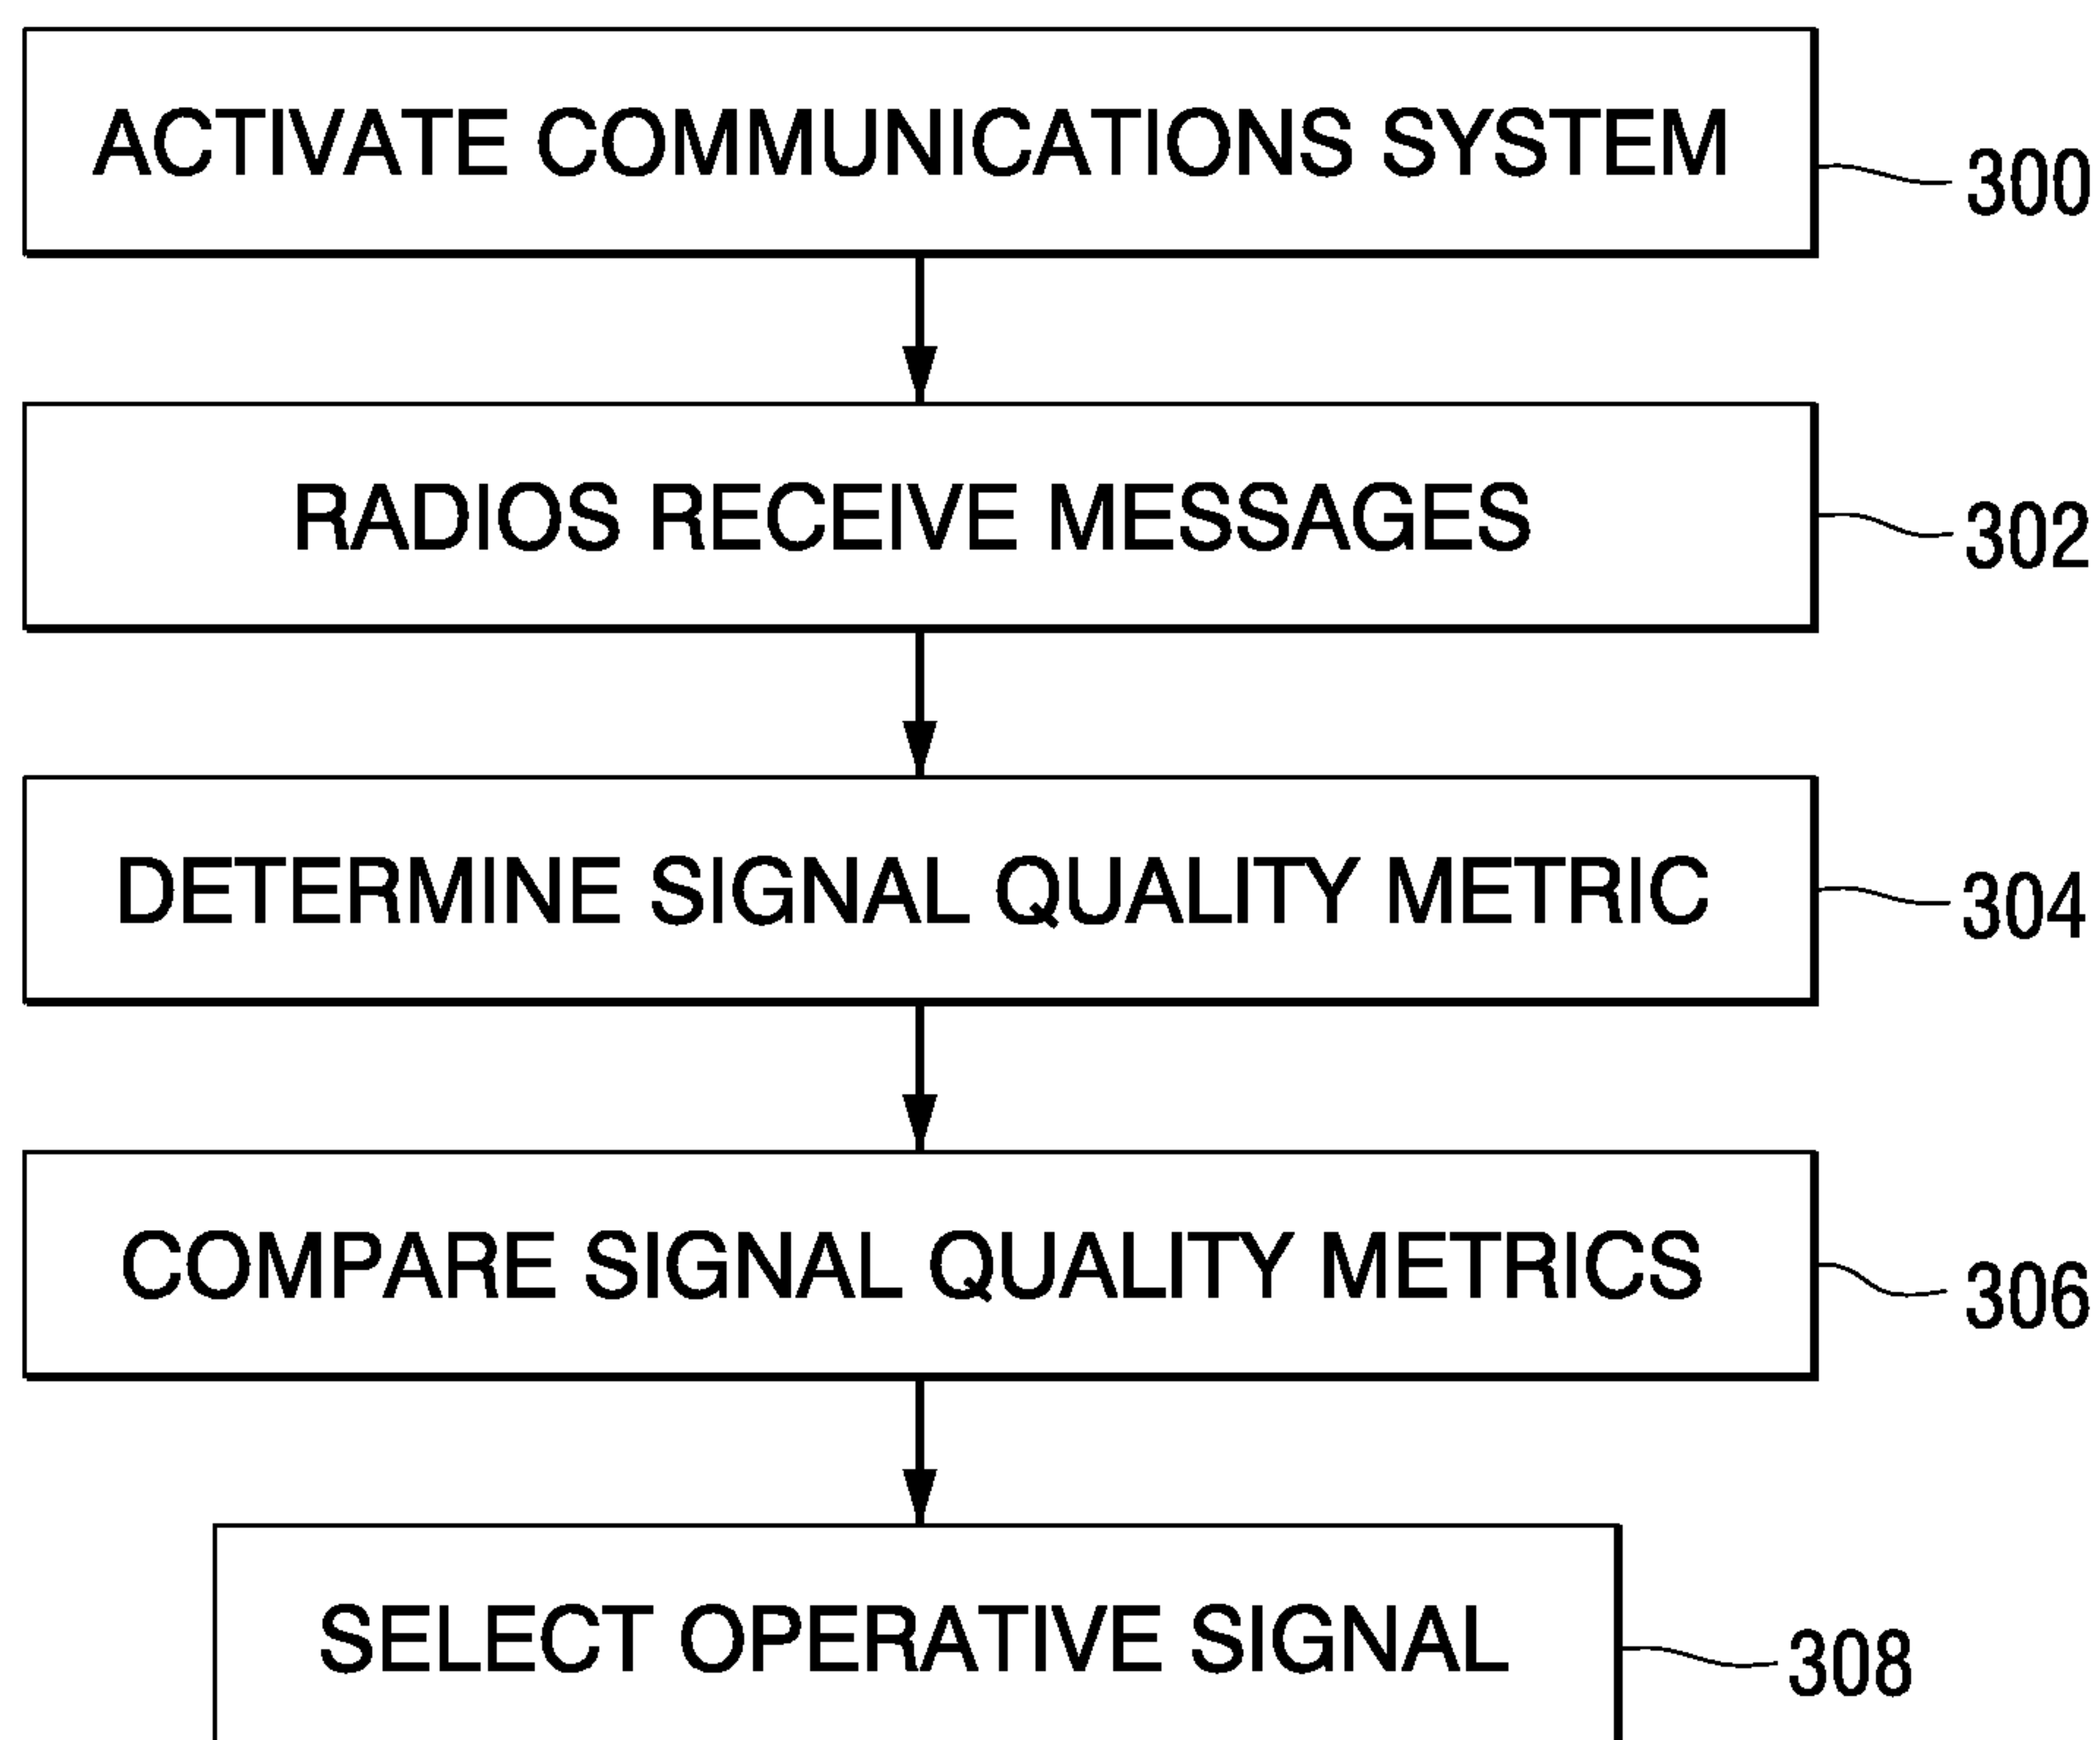 ACTIVATE COMMUNICATIONS SYSTEM
300
RADIOS RECEIVE MESSAGES
302
DETERMINE SIGNAL QUALITY METRIC
304
COMPARE SIGNAL QUALITY METRICS
306
SELECT OPERATIVE SIGNAL
308